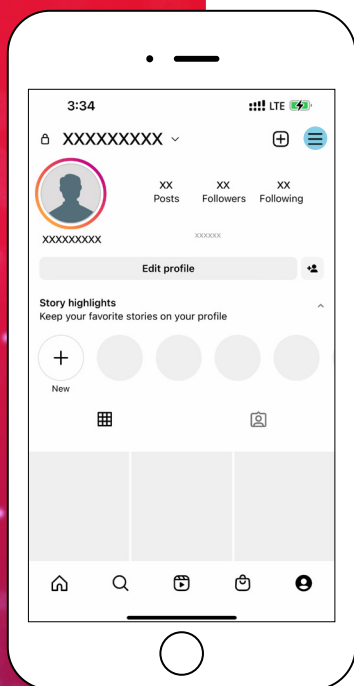 3:34 LTE
XXXXXXXXX
XX XX XX
Posts Followers Following
XXXXXXXXX xxxxxx
Edit profile
Story highlights
Keep your favorite stories on your profile
New